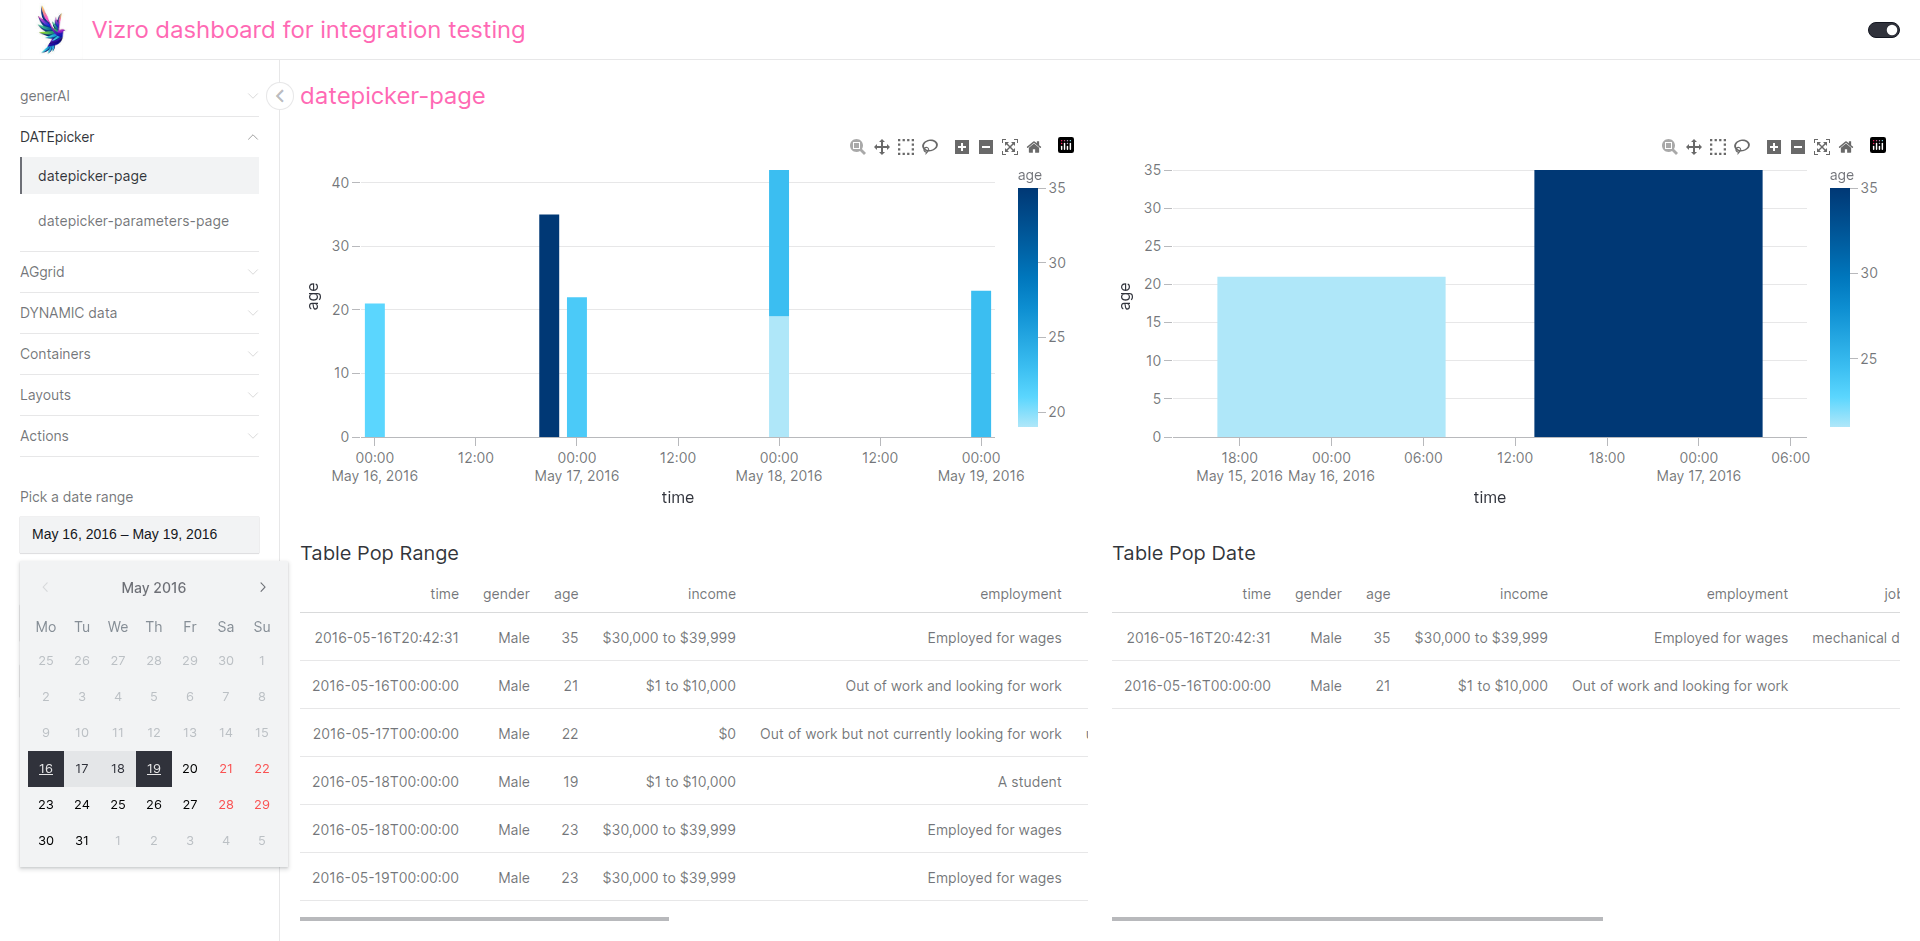 Vizro dashboard for integration testing
generAI
DATEpicker
datepicker-page
datepicker-parameters-page
AGgrid
DYNAMIC data
Containers
Layouts
Actions
Pick a date range
May 16, 2016 – May 19, 2016
May 2016
Mo Tu We Th Fr Sa Su
25 26 27 28 29 30 1
2 3 4 5 6 7 8
9 10 11 12 13 14 15
16 17 18 19 20 21 22
23 24 25 26 27 28 29
30 31 1 2 3 4 5
datepicker-page
age
40
30
20
10
0
00:00 12:00 00:00 12:00 00:00 12:00 00:00
May 16, 2016 May 17, 2016 May 18, 2016 May 19, 2016
time
age
35
30
25
20
age
35
30
25
20
15
10
5
0
18:00 00:00 06:00 12:00 18:00 00:00 06:00
May 15, 2016 May 16, 2016 May 17, 2016
time
age
35
30
25
Table Pop Range
time gender age income employment
2016-05-16T20:42:31 Male 35 $30,000 to $39,999 Employed for wages
2016-05-16T00:00:00 Male 21 $1 to $10,000 Out of work and looking for work
2016-05-17T00:00:00 Male 22 $0 Out of work but not currently looking for work
2016-05-18T00:00:00 Male 19 $1 to $10,000 A student
2016-05-18T00:00:00 Male 23 $30,000 to $39,999 Employed for wages
2016-05-19T00:00:00 Male 23 $30,000 to $39,999 Employed for wages
Table Pop Date
time gender age income employment job
2016-05-16T20:42:31 Male 35 $30,000 to $39,999 Employed for wages mechanical d
2016-05-16T00:00:00 Male 21 $1 to $10,000 Out of work and looking for work